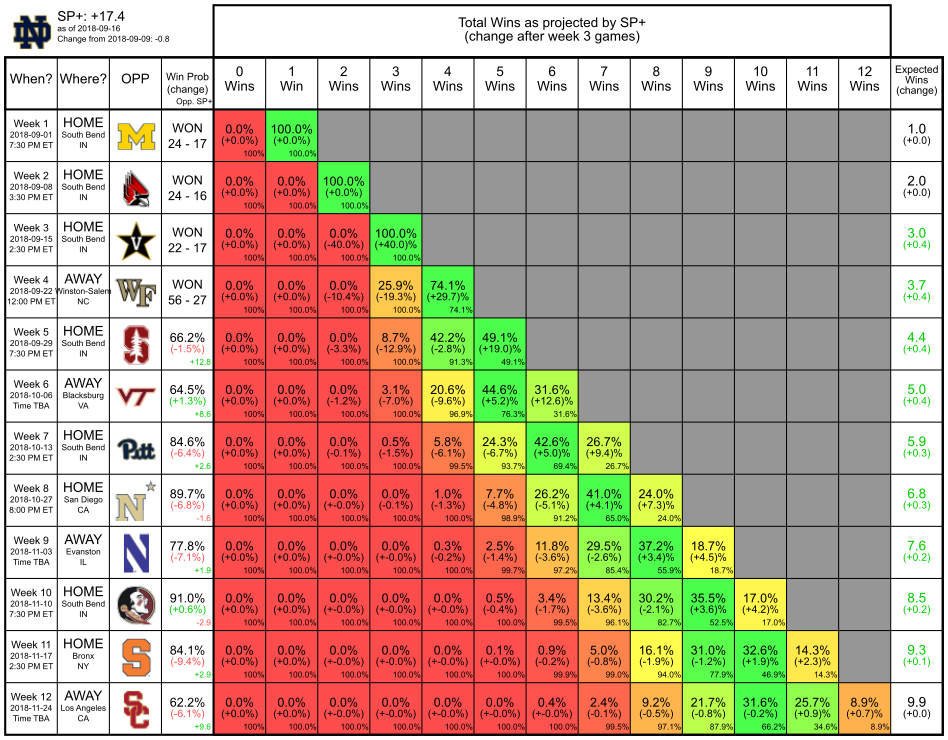 SP+: +17.4
as of 2018-09-16
Change from 2018-09-09: -0.8
Total Wins as projected by SP+
(change after week 3 games)
When? Where? OPP Win Prob (change) Opp. SP+ 0 Wins 1 Win 2 Wins 3 Wins 4 Wins 5 Wins 6 Wins 7 Wins 8 Wins 9 Wins 10 Wins 11 Wins 12 Wins Expected Wins (change)
Week 1 HOME M WON 0.0% 100.0% 1.0
2018-09-01 South Bend 24 - 17 (+0.0%) (+0.0%) (+0.0)
7:30 PM ET IN 100% 100.0%
Week 2 HOME WON 0.0% 0.0% 100.0% 2.0
2018-09-08 South Bend 24 - 16 (+0.0%) (+0.0%) (+0.0%) (+0.0)
3:30 PM ET IN 100% 100.0% 100.0%
Week 3 HOME V WON 0.0% 0.0% 0.0% 100.0% 3.0
2018-09-15 South Bend 22 - 17 (+0.0%) (+0.0%) (-40.0%) (+40.0)% (+0.4)
2:30 PM ET IN 100% 100.0% 100.0% 100.0%
Week 4 AWAY WF WON 0.0% 0.0% 0.0% 25.9% 74.1% 3.7
2018-09-22 Winston-Salem 56 - 27 (+0.0%) (+0.0%) (-10.4%) (-19.3%) (+29.7)% (+0.4)
12:00 PM ET NC 100% 100.0% 100.0% 100.0% 74.1%
Week 5 HOME S 66.2% 0.0% 0.0% 0.0% 8.7% 42.2% 49.1% 4.4
2018-09-29 South Bend (-1.5%) (+0.0%) (+0.0%) (-3.3%) (-12.9%) (-2.8%) (+19.0)% (+0.4)
7:30 PM ET IN +12.8 100% 100.0% 100.0% 100.0% 91.3% 49.1%
Week 6 AWAY VT 64.5% 0.0% 0.0% 0.0% 3.1% 20.6% 44.6% 31.6% 5.0
2018-10-06 Blacksburg (+1.3%) (+0.0%) (+0.0%) (-1.2%) (-7.0%) (-9.6%) (+5.2)% (+12.6)% (+0.4)
Time TBA VA +8.6 100% 100.0% 100.0% 100.0% 96.9% 76.3% 31.6%
Week 7 HOME Pitt 84.6% 0.0% 0.0% 0.0% 0.5% 5.8% 24.3% 42.6% 26.7% 5.9
2018-10-13 South Bend (-6.4%) (+0.0%) (+0.0%) (-0.1%) (-1.5%) (-6.1%) (-6.7%) (+5.0)% (+9.4)% (+0.3)
2:30 PM ET IN +2.6 100% 100.0% 100.0% 100.0% 99.5% 93.7% 69.4% 26.7%
Week 8 HOME N 89.7% 0.0% 0.0% 0.0% 0.0% 1.0% 7.7% 26.2% 41.0% 24.0% 6.8
2018-10-27 San Diego (-6.8%) (+0.0%) (+0.0%) (+-0.0%) (-0.1%) (-1.3%) (-4.8%) (-5.1%) (+4.1)% (+7.3)% (+0.3)
8:00 PM ET CA -1.6 100% 100.0% 100.0% 100.0% 100.0% 98.9% 91.2% 65.0% 24.0%
Week 9 AWAY N 77.8% 0.0% 0.0% 0.0% 0.0% 0.3% 2.5% 11.8% 29.5% 37.2% 18.7% 7.6
2018-11-03 Evanston (-7.1%) (+0.0%) (+0.0%) (+-0.0%) (+-0.0%) (-0.2%) (-1.4%) (-3.6%) (-2.6%) (+3.4)% (+4.5)% (+0.2)
Time TBA IL +1.9 100% 100.0% 100.0% 100.0% 100.0% 99.7% 97.2% 85.4% 55.9% 18.7%
Week 10 HOME 91.0% 0.0% 0.0% 0.0% 0.0% 0.0% 0.5% 3.4% 13.4% 30.2% 35.5% 17.0% 8.5
2018-11-10 South Bend (+0.6%) (+0.0%) (+0.0%) (+-0.0%) (+-0.0%) (+-0.0%) (-0.4%) (-1.7%) (-3.6%) (-2.1%) (+3.6)% (+4.2)% (+0.2)
7:30 PM ET IN -2.9 100% 100.0% 100.0% 100.0% 100.0% 100.0% 99.5% 96.1% 82.7% 52.5% 17.0%
Week 11 HOME S 84.1% 0.0% 0.0% 0.0% 0.0% 0.0% 0.1% 0.9% 5.0% 16.1% 31.0% 32.6% 14.3% 9.3
2018-11-17 Bronx (-9.4%) (+0.0%) (+0.0%) (+0.0%) (+-0.0%) (+-0.0%) (+-0.0%) (-0.2%) (-0.8%) (-1.9%) (-1.2%) (+1.9)% (+2.3)% (+0.1)
2:30 PM ET NY +2.9 100% 100.0% 100.0% 100.0% 100.0% 100.0% 99.9% 99.0% 94.0% 77.9% 46.9% 14.3%
Week 12 AWAY SC 62.2% 0.0% 0.0% 0.0% 0.0% 0.0% 0.0% 0.4% 2.4% 9.2% 21.7% 31.6% 25.7% 8.9% 9.9
2018-11-24 Los Angeles (-6.1%) (+0.0%) (+0.0%) (+0.0%) (+-0.0%) (+-0.0%) (+-0.0%) (+-0.0%) (-0.1%) (-0.5%) (-0.8%) (-0.2%) (+0.9)% (+0.7)% (+0.0)
Time TBA CA +9.6 100% 100.0% 100.0% 100.0% 100.0% 100.0% 100.0% 99.5% 97.1% 87.9% 66.2% 34.6% 8.9%